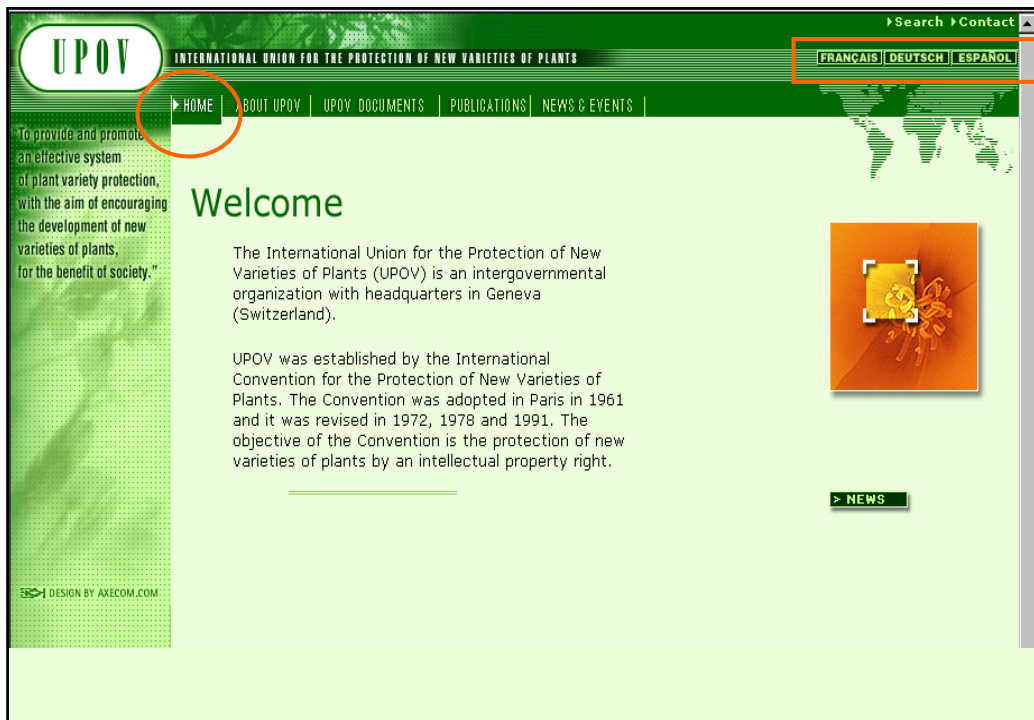 Search Contact
UPOV
INTERNATIONAL UNION FOR THE PROTECTION OF NEW VARIETIES OF PLANTS
FRANÇAIS DEUTSCH ESPAÑOL
HOME ABOUT UPOV UPOV DOCUMENTS PUBLICATIONS NEWS & EVENTS
"To provide and promote
an effective system
of plant variety protection,
with the aim of encouraging
the development of new
varieties of plants,
for the benefit of society."
Welcome
The International Union for the Protection of New
Varieties of Plants (UPOV) is an intergovernmental
organization with headquarters in Geneva
(Switzerland).
UPOV was established by the International
Convention for the Protection of New Varieties of
Plants. The Convention was adopted in Paris in 1961
and it was revised in 1972, 1978 and 1991. The
objective of the Convention is the protection of new
varieties of plants by an intellectual property right.
> NEWS
DESIGN BY AXECOM.COM